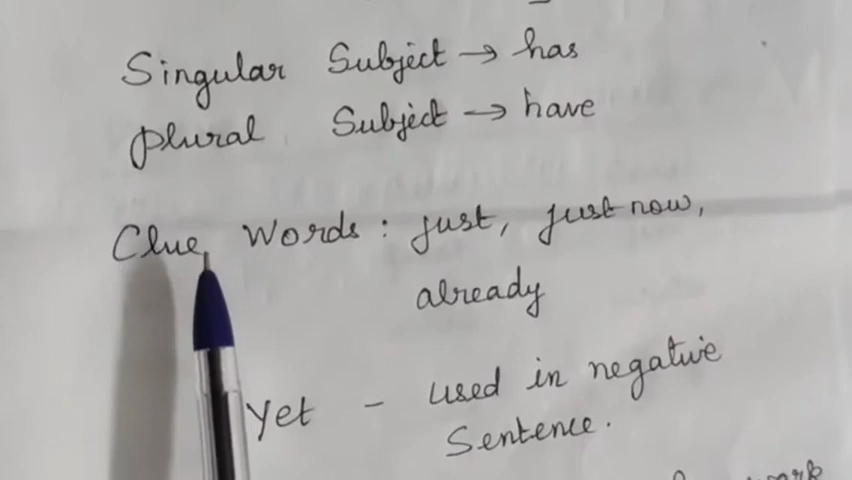 Singular Subject → has
plural Subject → have
Clue Words : just, just now,
already
Yet - used in negative
Sentence.